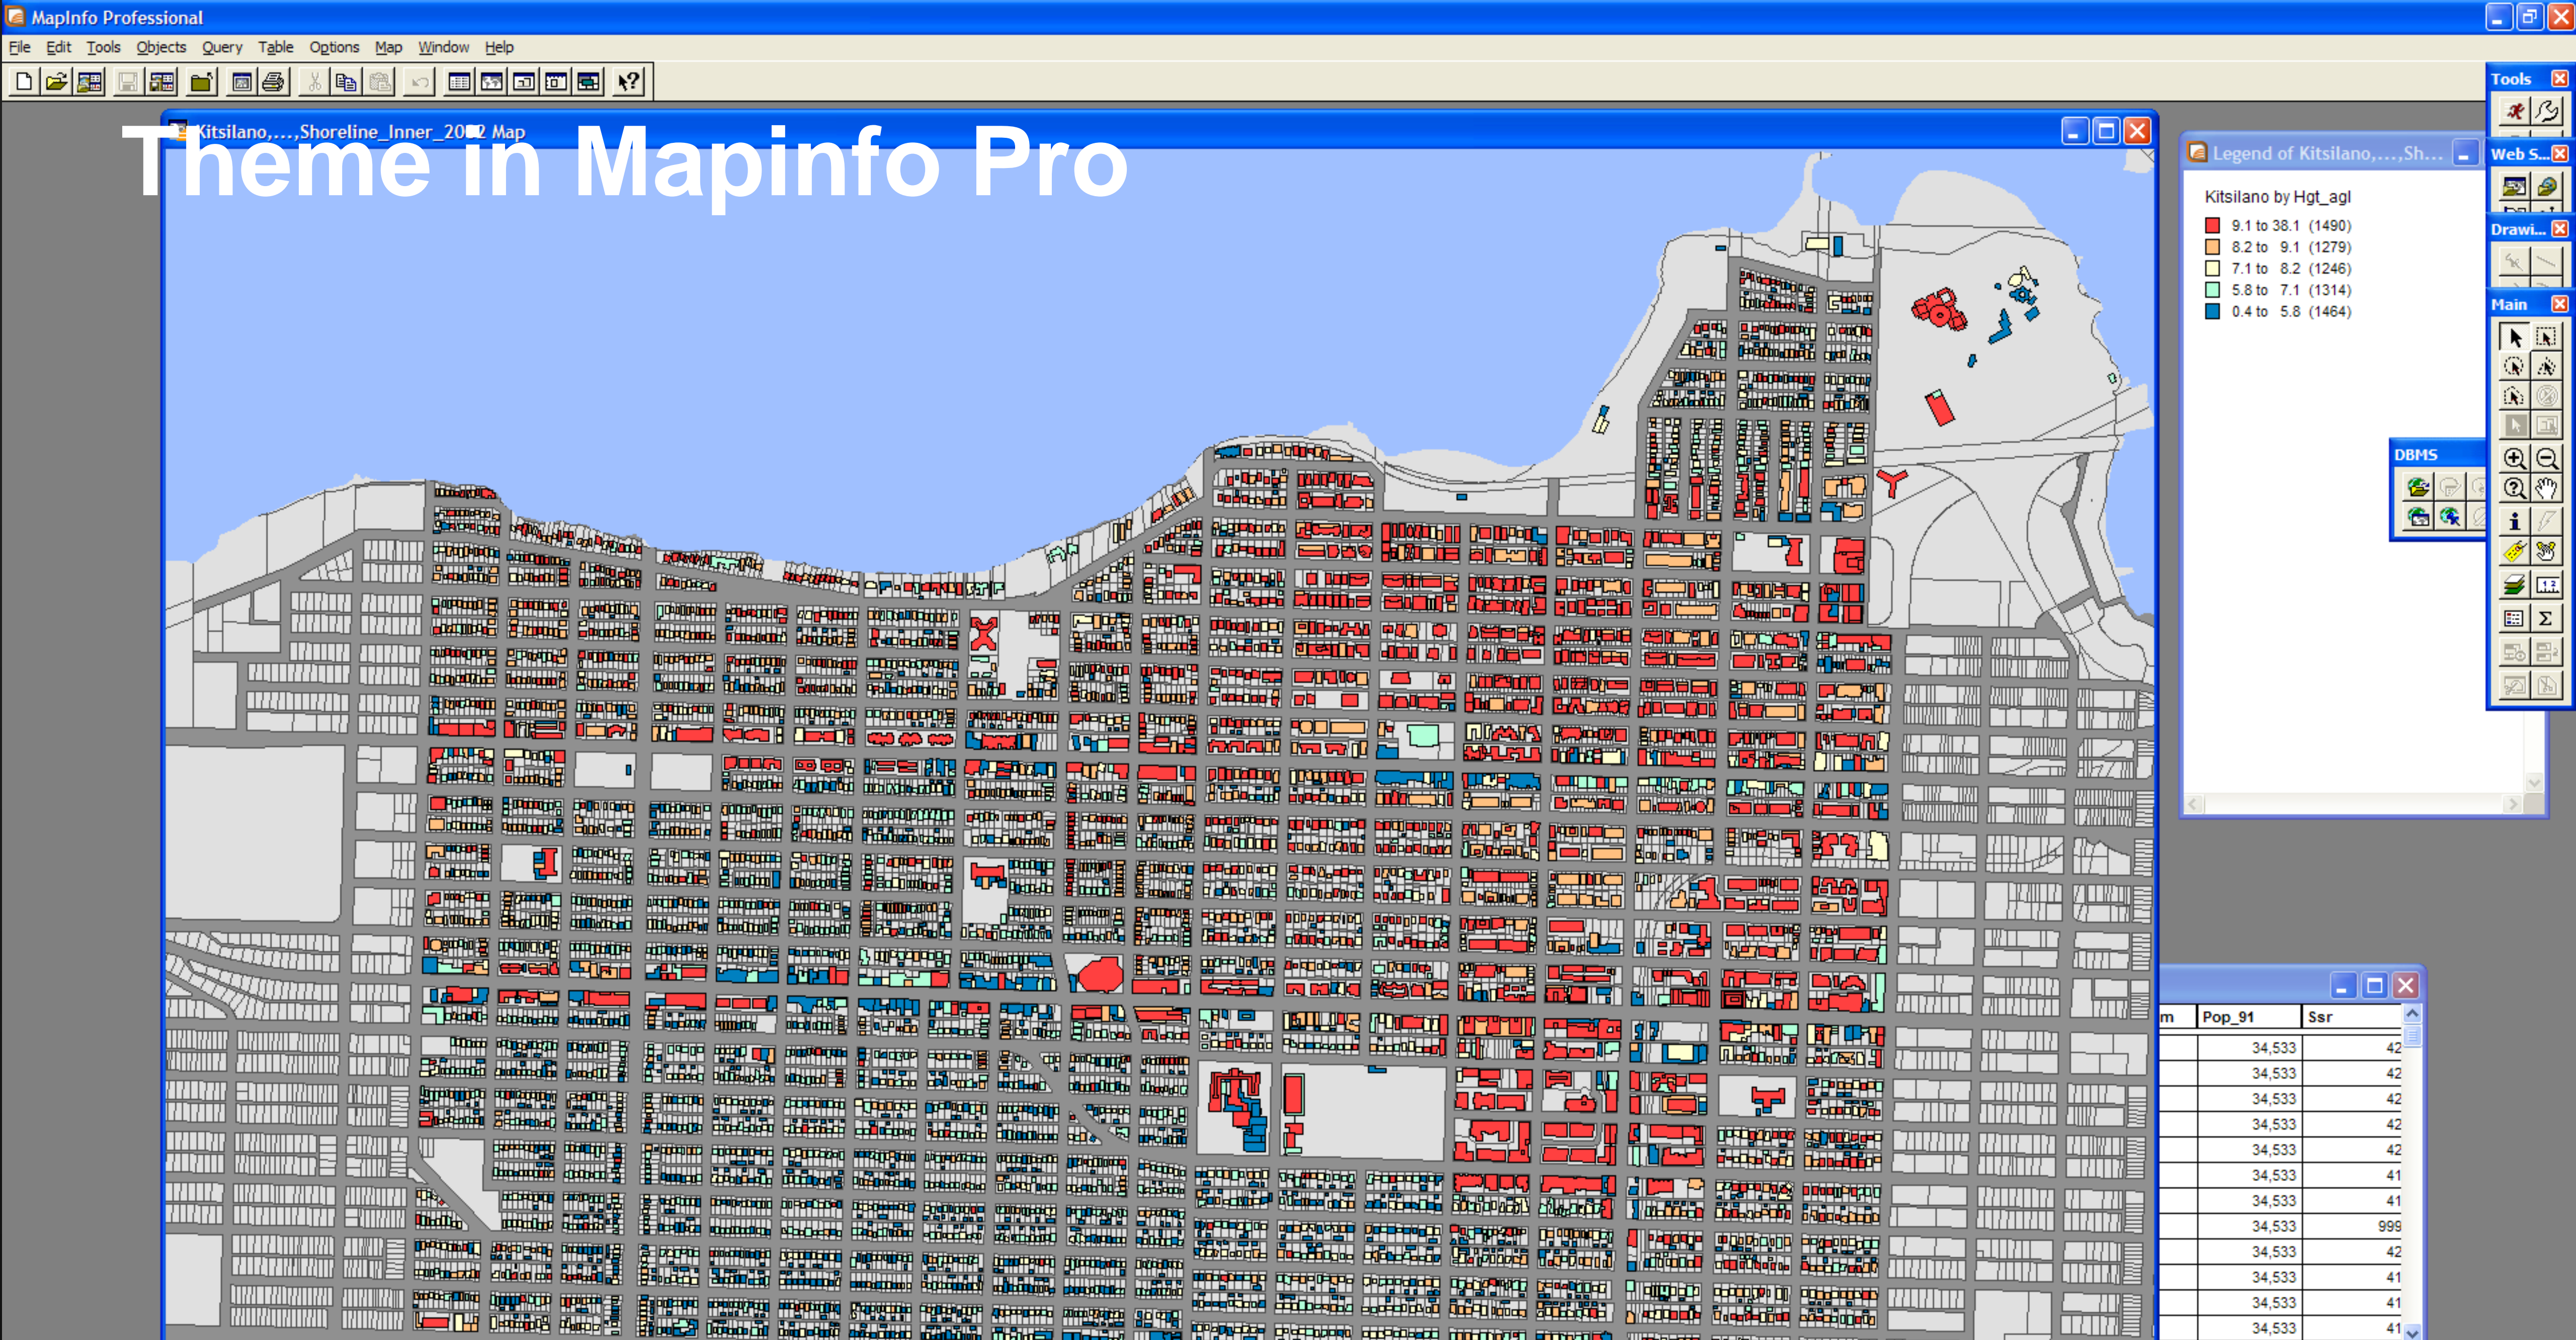 MapInfo Professional
File Edit Tools Objects Query Table Options Map Window Help
Kitsilano,...,Shoreline_Inner_2002 Map
Theme in Mapinfo Pro
Legend of Kitsilano,...,Sh...
Kitsilano by Hgt_agl
9.1 to 38.1 (1490)
8.2 to 9.1 (1279)
7.1 to 8.2 (1246)
5.8 to 7.1 (1314)
0.4 to 5.8 (1464)
Tools
Web S...
Drawi...
Main
DBMS
m Pop_91 Ssr
34,533 42
34,533 42
34,533 42
34,533 42
34,533 42
34,533 41
34,533 41
34,533 999
34,533 42
34,533 41
34,533 41
34,533 41